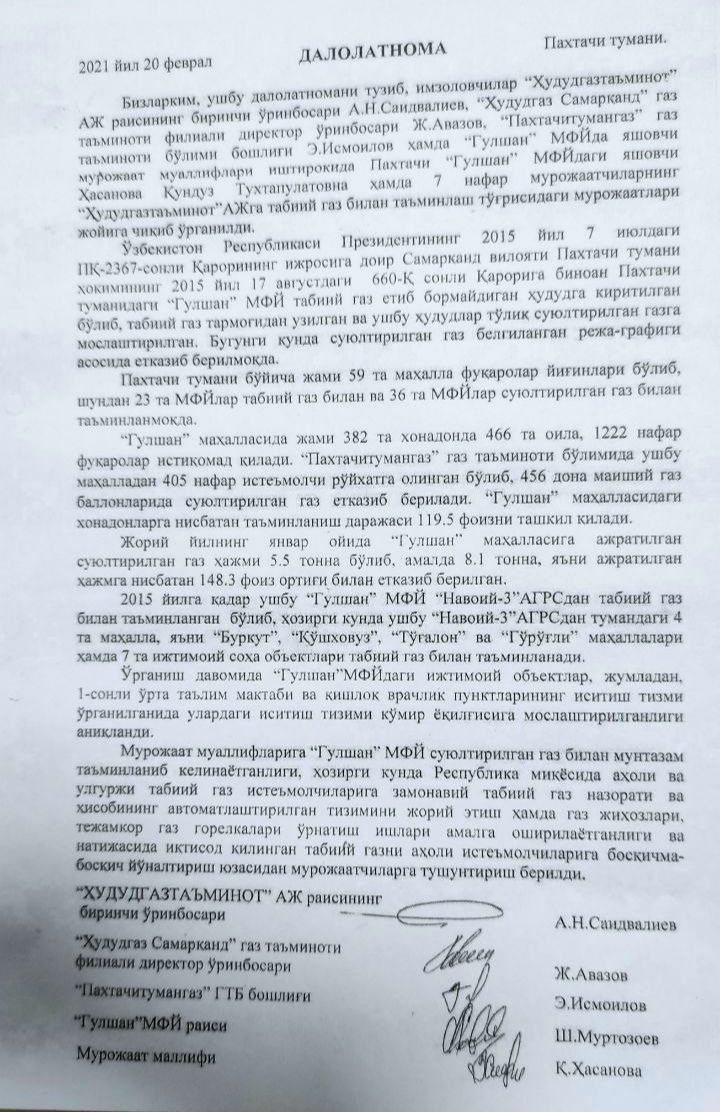 2021 йил 20 феврал ДАЛОЛАТНОМА Пахтачи тумани.
Бизларким, ушбу далолатномани тузиб, имзоловчилар “Ҳудудгазтаъминот”
АЖ раисининг биринчи ўринбосари А.Н.Саидвалиев, “Ҳудудгаз Самарқанд” газ
таъминоти филиали директор ўринбосари Ж.Авазов, “Пахтачитумангаз” газ
таъминоти бўлими бошлиғи Э.Исмоилов ҳамда “Гулшан” МФЙда яшовчи
мурожаат муаллифлари иштирокида Пахтачи “Гулшан” МФЙдаги яшовчи
Ҳасанова Қундуз Тухтапулатовна ҳамда 7 нафар мурожаатчиларнинг
“Ҳудудгазтаъминот”АЖга табиий газ билан таъминлаш тўғрисидаги мурожаатлари
жойига чиқиб ўрганилди.
Ўзбекистон Республикаси Президентининг 2015 йил 7 июлдаги
ПҚ-2367-сонли Қарорининг ижросига доир Самарқанд вилояти Пахтачи тумани
ҳокимининг 2015 йил 17 августдаги 660-Қ сонли Қарорига биноан Пахтачи
туманидаги “Гулшан” МФЙ табиий газ етиб бормайдиган ҳудудга киритилган
бўлиб, табиий газ тармоғидан узилган ва ушбу ҳудудлар тўлиқ суюлтирилган газга
мослаштирилган. Бугунги кунда суюлтирилган газ белгиланган режа-графиги
асосида етказиб берилмоқда.
Пахтачи тумани бўйича жами 59 та маҳалла фуқаролар йиғинлари бўлиб,
шундан 23 та МФЙлар табиий газ билан ва 36 та МФЙлар суюлтирилган газ билан
таъминланмоқда.
“Гулшан” маҳалласида жами 382 та хонадонда 466 та оила, 1222 нафар
фуқаролар истиқомад қилади. “Пахтачитумангаз” газ таъминоти бўлимида ушбу
маҳалладан 405 нафар истеъмолчи рўйхатга олинган бўлиб, 456 дона маиший газ
баллонларида суюлтирилган газ етказиб берилади. “Гулшан” маҳалласидаги
хонадонларга нисбатан таъминланиш даражаси 119.5 фоизни ташкил қилади.
Жорий йилнинг январ ойида “Гулшан” маҳалласига ажратилган
суюлтирилган газ ҳажми 5.5 тонна бўлиб, амалда 8.1 тонна, яъни ажратилган
ҳажмга нисбатан 148.3 фоиз ортиғи билан етказиб берилган.
2015 йилга қадар ушбу “Гулшан” МФЙ “Навоий-3”АГРСдан табиий газ
билан таъминланган бўлиб, ҳозирги кунда ушбу “Навоий-3”АГРСдан тумандаги 4
та маҳалла, яъни “Буркут”, “Қўшҳовуз”, “Тўғалон” ва “Гўрўғли” маҳаллалари
ҳамда 7 та ижтимоий соҳа объектлари табиий газ билан таъминланади.
Ўрганиш давомида “Гулшан”МФЙдаги ижтимоий объектлар, жумладан,
1-сонли ўрта таълим мактаби ва қишлоқ врачлик пунктларининг иситиш тизми
ўрганилганида улардаги иситиш тизими кўмир ёқилғисига мослаштирилганлиги
аниқланди.
Мурожаат муаллифларига “Гулшан” МФЙ суюлтирилган газ билан мунтазам
таъминланиб келинаётганлиги, ҳозирги кунда Республика миқёсида аҳоли ва
улгуржи табиий газ истеъмолчиларига замонавий табиий газ назорати ва
ҳисобининг автоматлаштирилган тизимини жорий этиш ҳамда газ жиҳозлари,
тежамкор газ горелкалари ўрнатиш ишлари амалга оширилаётганлиги ва
натижасида иқтисод қилинган табиий газни аҳоли истеъмолчиларига босқичма-
босқич йўналтириш юзасидан мурожаатчиларга тушунтириш берилди.
“ҲУДУДГАЗТАЪМИНОТ” АЖ раисининг
биринчи ўринбосари А.Н.Саидвалиев
“Ҳудудгаз Самарқанд” газ таъминоти
филиали директор ўринбосари Ж.Авазов
“Пахтачитумангаз” ГТБ бошлиғи Э.Исмоилов
“Гулшан”МФЙ раиси Ш.Муртозоев
Мурожаат маллифи Қ.Ҳасанова